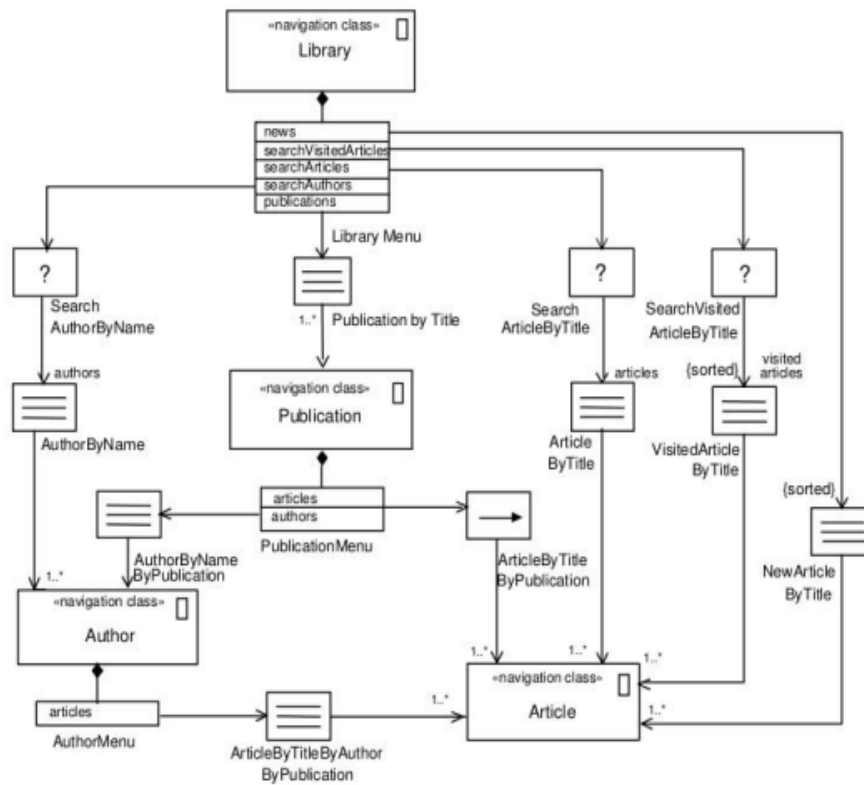 «navigation class»
Library
news
searchVisitedArticles
searchArticles
searchAuthors
publications
Library Menu
?
Search
AuthorByName
1..*
Publication by Title
?
Search
ArticleByTitle
?
SearchVisited
ArticleByTitle
authors
AuthorByName
«navigation class»
Publication
articles
Article
ByTitle
{sorted}
visited
articles
VisitedArticle
ByTitle
articles
authors
PublicationMenu
AuthorByName
ByPublication
ArticleByTitle
ByPublication
{sorted}
NewArticle
ByTitle
1..*
«navigation class»
Author
1..*
1..*
1..*
«navigation class»
Article
1..*
1..*
articles
AuthorMenu
ArticleByTitleByAuthor
ByPublication